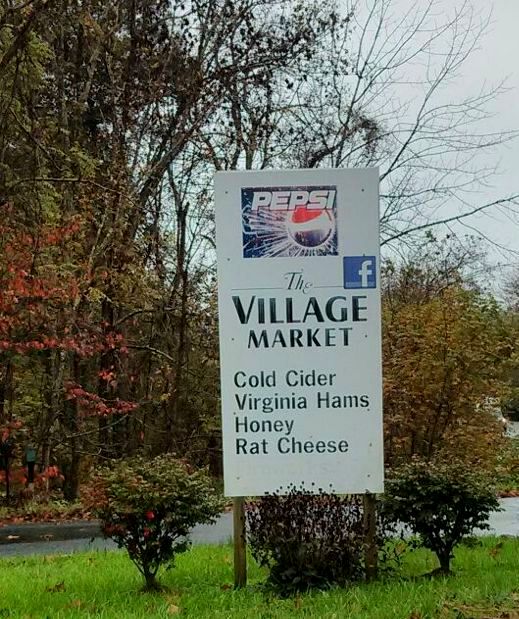 PEPSI
f
The
VILLAGE
MARKET
Cold Cider
Virginia Hams
Honey
Rat Cheese